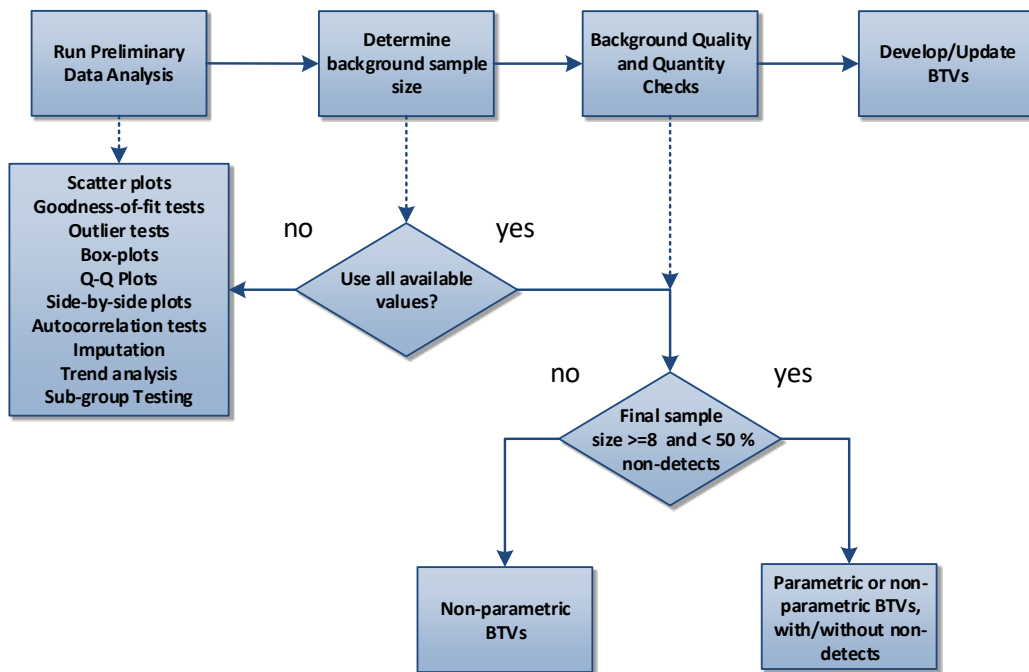 Run Preliminary
Data Analysis
Determine
background sample
size
Background Quality
and Quantity
Checks
Develop/Update
BTVs
Scatter plots
Goodness-of-fit tests
Outlier tests
Box-plots
Q-Q Plots
Side-by-side plots
Autocorrelation tests
Imputation
Trend analysis
Sub-group Testing
no
yes
Use all available
values?
no
yes
Final sample
size >=8 and < 50 %
non-detects
Non-parametric
BTVs
Parametric or non-
parametric BTVs,
with/without non-
detects